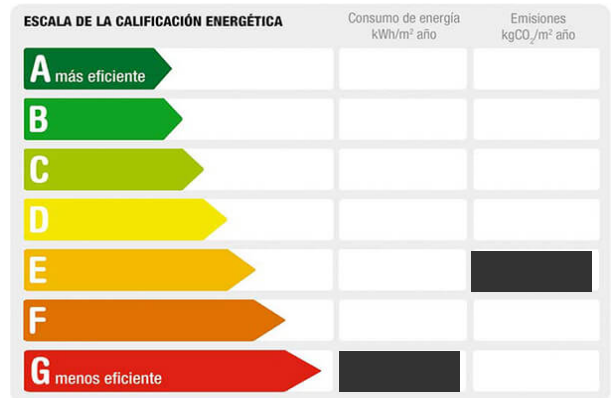 ESCALA DE LA CALIFICACIÓN ENERGÉTICA
Consumo de energía
kWh/m² año
Emisiones
kgCO₂/m² año
A más eficiente
B
C
D
E
F
G menos eficiente